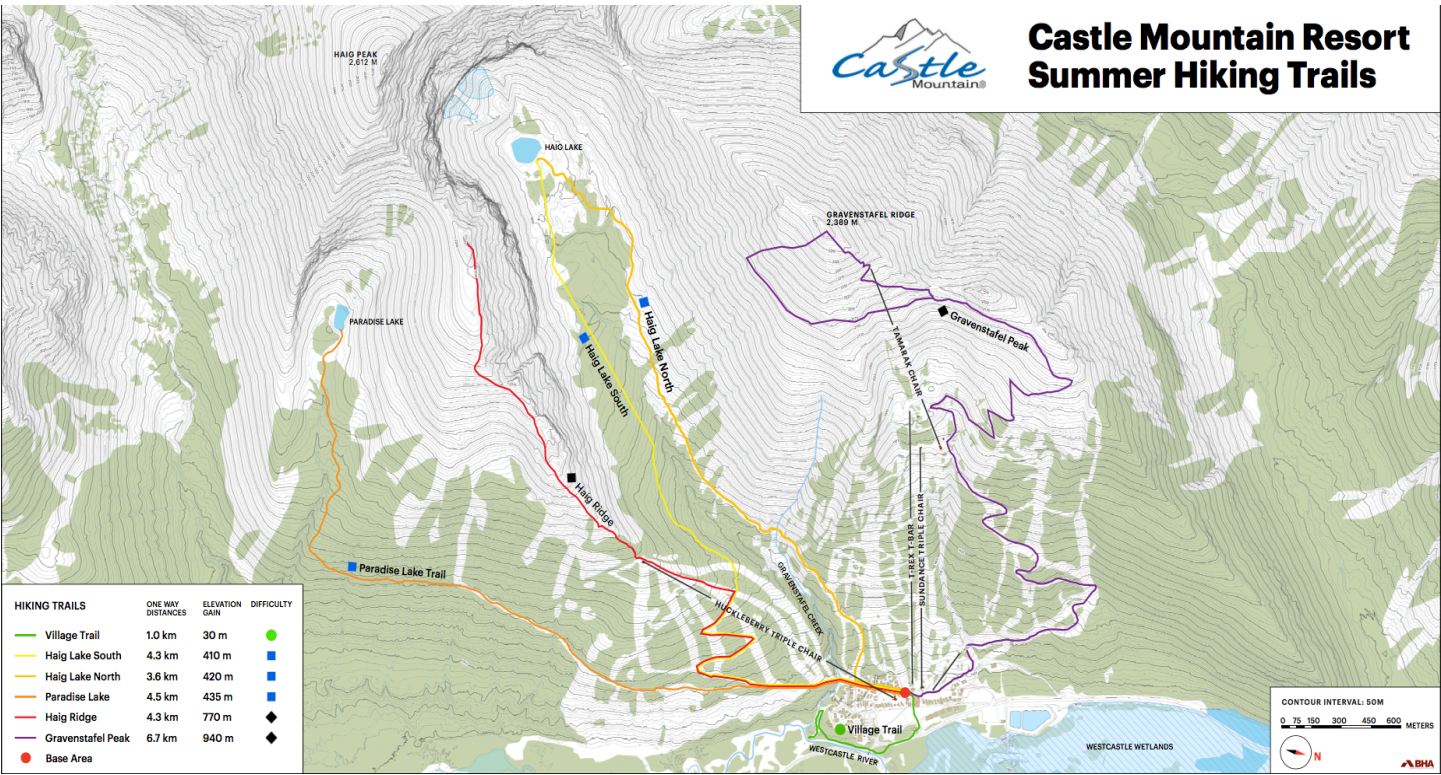 Castle
Mountain®
Castle Mountain Resort
Summer Hiking Trails
HAIG PEAK
2,612 M
HAIG LAKE
GRAVENSTAFEL RIDGE
2,389 M
PARADISE LAKE
Haig Lake North
Gravenstafel Peak
Haig Lake South
TAMARAK CHAIR
Haig Ridge
T-REX T-BAR
SUNDANCE TRIPLE CHAIR
GRAVENSTAFEL CREEK
Paradise Lake Trail
HUCKLEBERRY TRIPLE CHAIR
Village Trail
WESTCASTLE RIVER
WESTCASTLE WETLANDS
HIKING TRAILS ONE WAY DISTANCES ELEVATION GAIN DIFFICULTY
Village Trail 1.0 km 30 m
Haig Lake South 4.3 km 410 m
Haig Lake North 3.6 km 420 m
Paradise Lake 4.5 km 435 m
Haig Ridge 4.3 km 770 m
Gravenstafel Peak 6.7 km 940 m
Base Area
CONTOUR INTERVAL: 50M
0 75 150 300 450 600 METERS
N
BHA